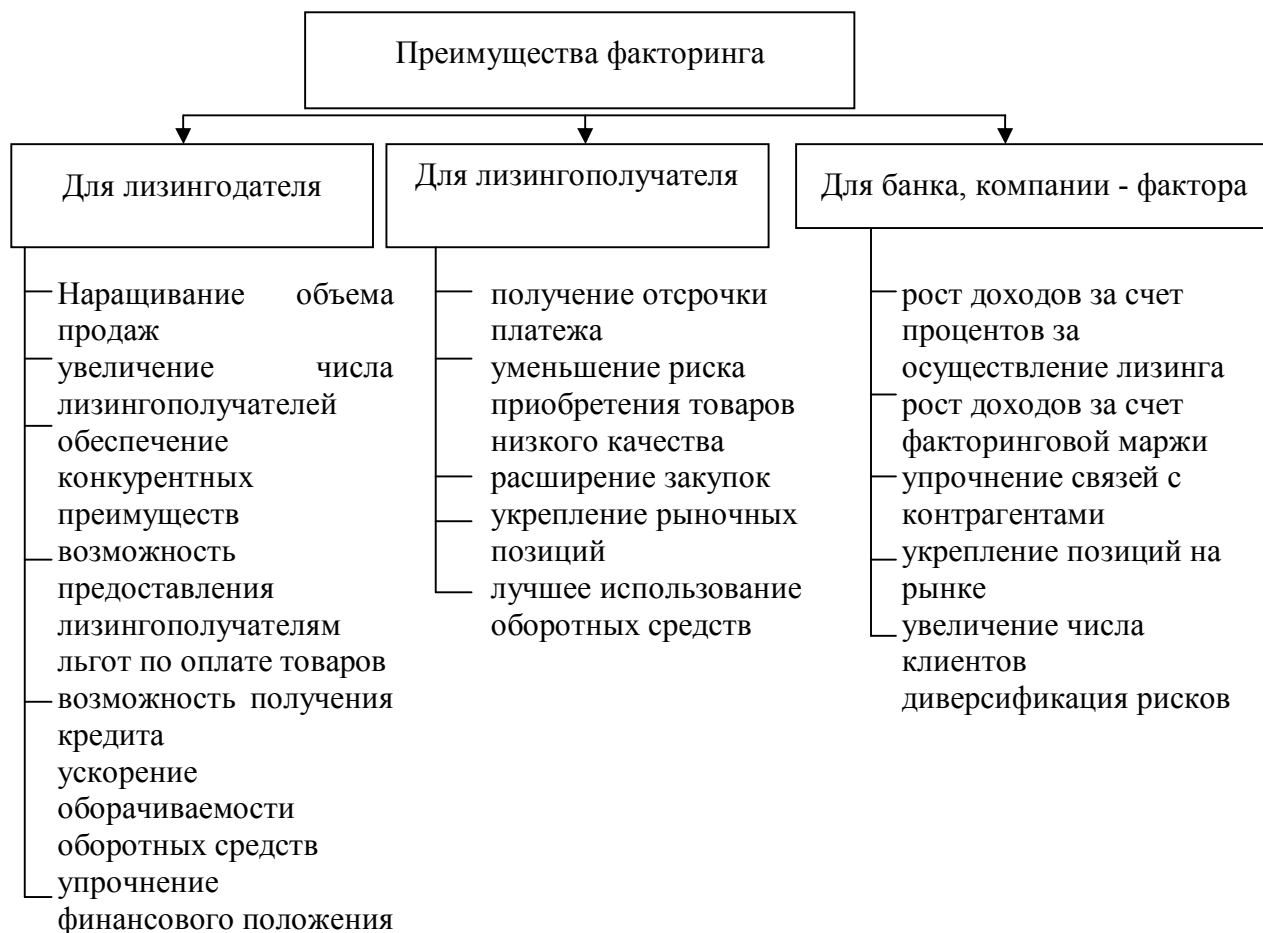 Преимущества факторинга
Для лизингодателя
Для лизингополучателя
Для банка, компании - фактора
Наращивание объема
продаж
увеличение числа
лизингополучателей
обеспечение
конкурентных
преимуществ
возможность
предоставления
лизингополучателям
льгот по оплате товаров
возможность получения
кредита
ускорение
оборачиваемости
оборотных средств
упрочнение
финансового положения
получение отсрочки
платежа
уменьшение риска
приобретения товаров
низкого качества
расширение закупок
укрепление рыночных
позиций
лучшее использование
оборотных средств
рост доходов за счет
процентов за
осуществление лизинга
рост доходов за счет
факторинговой маржи
упрочнение связей с
контрагентами
укрепление позиций на
рынке
увеличение числа
клиентов
диверсификация рисков